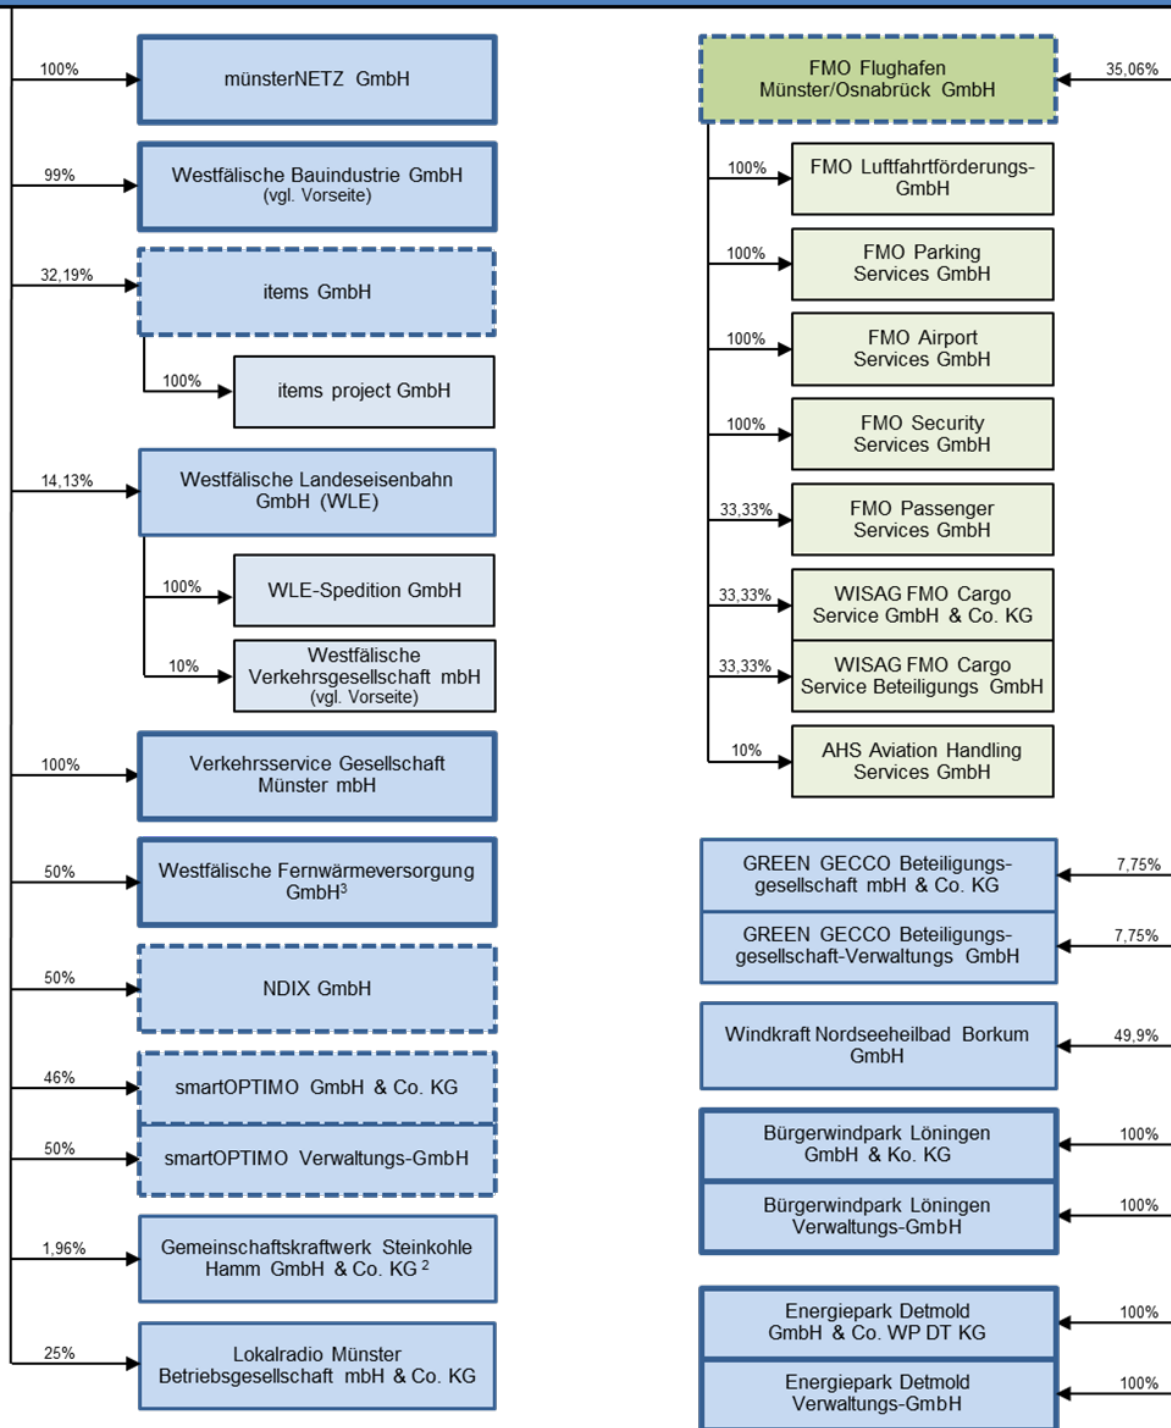 100%
münsterNETZ GmbH
99%
Westfälische Bauindustrie GmbH
(vgl. Vorseite)
32,19%
items GmbH
100%
items project GmbH
14,13%
Westfälische Landeseisenbahn
GmbH (WLE)
100%
WLE-Spedition GmbH
10%
Westfälische
Verkehrsgesellschaft mbH
(vgl. Vorseite)
100%
Verkehrsservice Gesellschaft
Münster mbH
50%
Westfälische Fernwärmeversorgung
GmbH³
50%
NDIX GmbH
46%
smartOPTIMO GmbH & Co. KG
50%
smartOPTIMO Verwaltungs-GmbH
1,96%
Gemeinschaftskraftwerk Steinkohle
Hamm GmbH & Co. KG ²
25%
Lokalradio Münster
Betriebsgesellschaft mbH & Co. KG
FMO Flughafen
Münster/Osnabrück GmbH
35,06%
100%
FMO Luftfahrtförderungs-
GmbH
100%
FMO Parking
Services GmbH
100%
FMO Airport
Services GmbH
100%
FMO Security
Services GmbH
33,33%
FMO Passenger
Services GmbH
33,33%
WISAG FMO Cargo
Service GmbH & Co. KG
33,33%
WISAG FMO Cargo
Service Beteiligungs GmbH
10%
AHS Aviation Handling
Services GmbH
GREEN GECCO Beteiligungs-
gesellschaft mbH & Co. KG
7,75%
GREEN GECCO Beteiligungs-
gesellschaft-Verwaltungs GmbH
7,75%
Windkraft Nordseeheilbad Borkum
GmbH
49,9%
Bürgerwindpark Löningen
GmbH & Ko. KG
100%
Bürgerwindpark Löningen
Verwaltungs-GmbH
100%
Energiepark Detmold
GmbH & Co. WP DT KG
100%
Energiepark Detmold
Verwaltungs-GmbH
100%